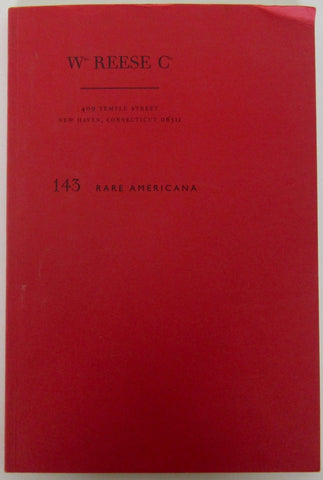 Wm REESE Co
409 TEMPLE STREET
NEW HAVEN, CONNECTICUT 06511
143 RARE AMERICANA